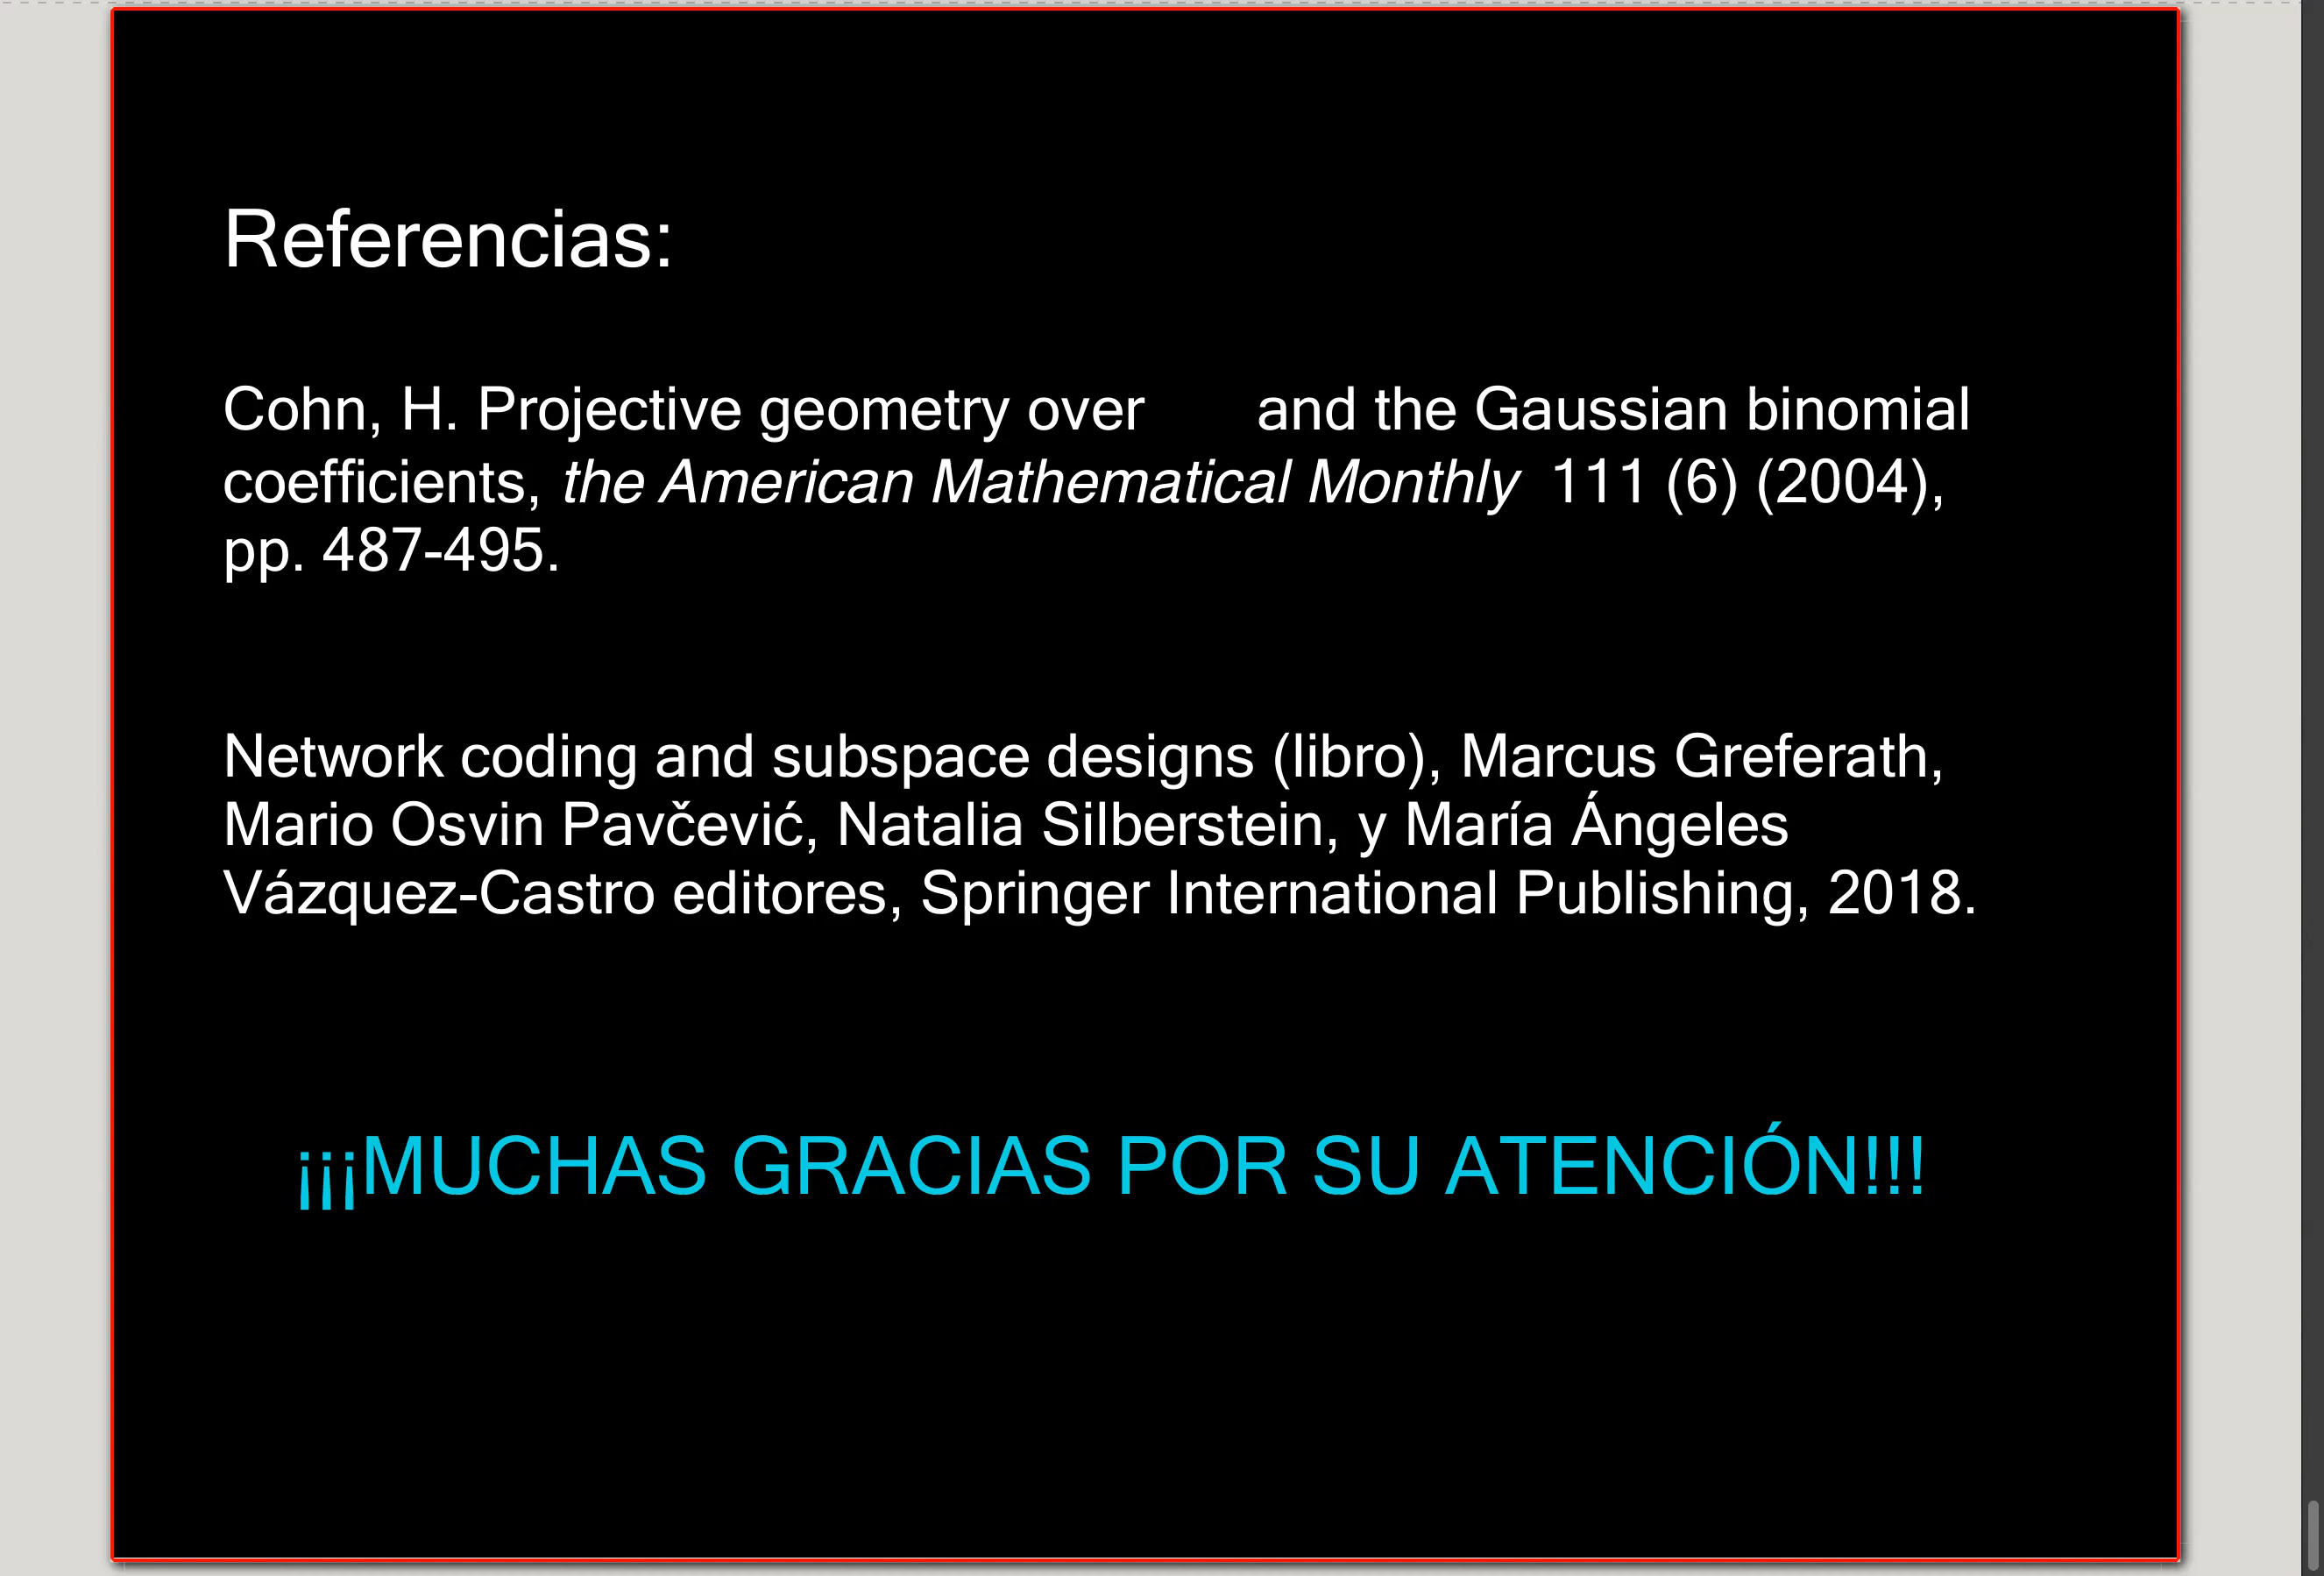 Referencias:
Cohn, H. Projective geometry over and the Gaussian binomial
coefficients, the American Mathematical Monthly 111 (6) (2004),
pp. 487-495.
Network coding and subspace designs (libro), Marcus Greferath,
Mario Osvin Pavčević, Natalia Silberstein, y María Ángeles
Vázquez-Castro editores, Springer International Publishing, 2018.
¡¡¡MUCHAS GRACIAS POR SU ATENCIÓN!!!